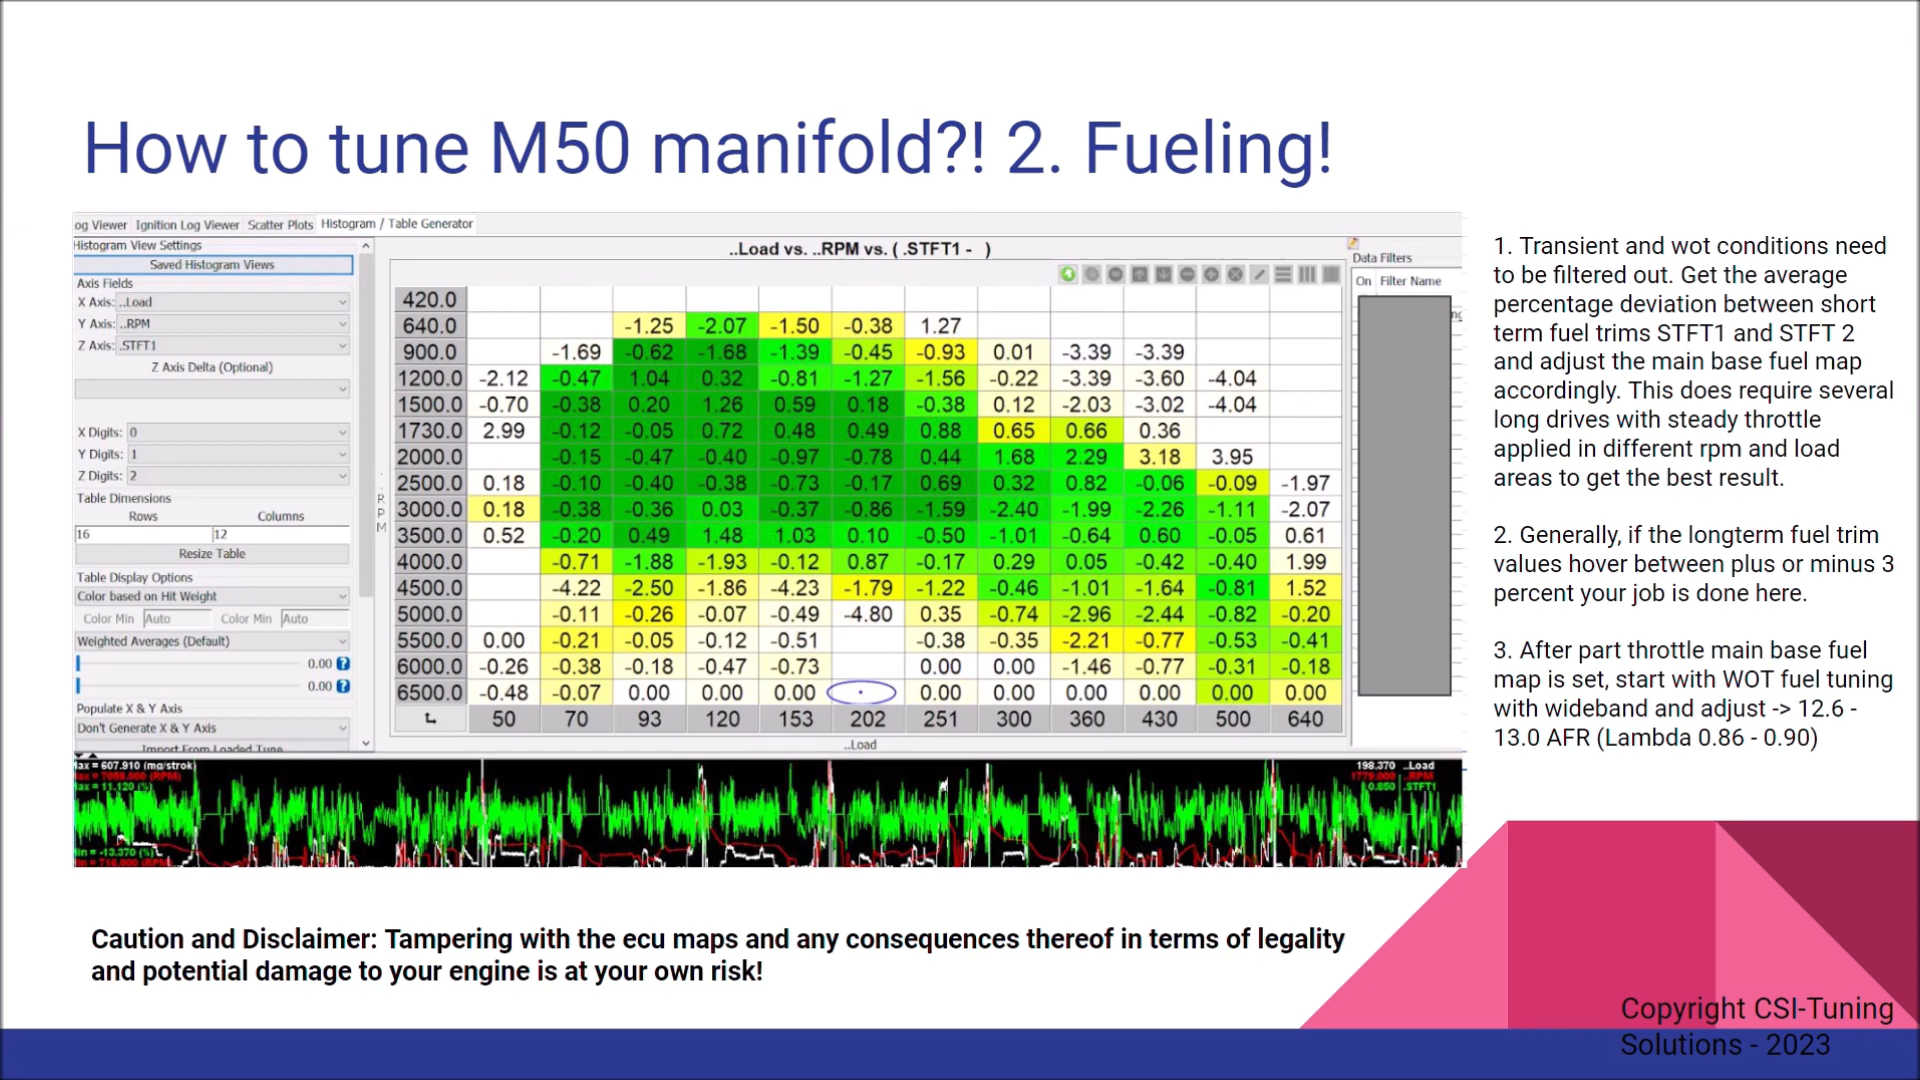 How to tune M50 manifold?! 2. Fueling!
og Viewer Ignition Log Viewer Scatter Plots Histogram / Table Generator
Histogram View Settings
Saved Histogram Views
Axis Fields
X Axis: ..Load
Y Axis: ..RPM
Z Axis: .STFT1
Z Axis Delta (Optional)
X Digits: 0
Y Digits: 1
Z Digits: 2
Table Dimensions
Rows Columns
16 12
Resize Table
Table Display Options
Color based on Hit Weight
Color Min Auto Color Min Auto
Weighted Averages (Default)
0.00 ?
0.00 ?
Populate X & Y Axis
Don't Generate X & Y Axis
Import From Loaded Tune
..Load vs. ..RPM vs. ( .STFT1 - )
RPM
420.0
640.0 -1.25 -2.07 -1.50 -0.38 1.27
900.0 -1.69 -0.62 -1.68 -1.39 -0.45 -0.93 0.01 -3.39 -3.39
1200.0 -2.12 -0.47 1.04 0.32 -0.81 -1.27 -1.56 -0.22 -3.39 -3.60 -4.04
1500.0 -0.70 -0.38 0.20 1.26 0.59 0.18 -0.38 0.12 -2.03 -3.02 -4.04
1730.0 2.99 -0.12 -0.05 0.72 0.48 0.49 0.88 0.65 0.66 0.36
2000.0 -0.15 -0.47 -0.40 -0.97 -0.78 0.44 1.68 2.29 3.18 3.95
2500.0 0.18 -0.10 -0.40 -0.38 -0.73 -0.17 0.69 0.32 0.82 -0.06 -0.09 -1.97
3000.0 0.18 -0.38 -0.36 0.03 -0.37 -0.86 -1.59 -2.40 -1.99 -2.26 -1.11 -2.07
3500.0 0.52 -0.20 0.49 1.48 1.03 0.10 -0.50 -1.01 -0.64 0.60 -0.05 0.61
4000.0 -0.71 -1.88 -1.93 -0.12 0.87 -0.17 0.29 0.05 -0.42 -0.40 1.99
4500.0 -4.22 -2.50 -1.86 -4.23 -1.79 -1.22 -0.46 -1.01 -1.64 -0.81 1.52
5000.0 -0.11 -0.26 -0.07 -0.49 -4.80 0.35 -0.74 -2.96 -2.44 -0.82 -0.20
5500.0 0.00 -0.21 -0.05 -0.12 -0.51 -0.38 -0.35 -2.21 -0.77 -0.53 -0.41
6000.0 -0.26 -0.38 -0.18 -0.47 -0.73 0.00 0.00 -1.46 -0.77 -0.31 -0.18
6500.0 -0.48 -0.07 0.00 0.00 0.00 0.00 0.00 0.00 0.00 0.00 0.00
50 70 93 120 153 202 251 300 360 430 500 640
..Load
Data Filters
On Filter Name
ax = 607.910 (mg/strok)
ax = 11.120 (%)
in = -13.370 (%)
198.370 ..Load
1779.000 ..RPM
0.850 .STFT1
1. Transient and wot conditions need
to be filtered out. Get the average
percentage deviation between short
term fuel trims STFT1 and STFT 2
and adjust the main base fuel map
accordingly. This does require several
long drives with steady throttle
applied in different rpm and load
areas to get the best result.
2. Generally, if the longterm fuel trim
values hover between plus or minus 3
percent your job is done here.
3. After part throttle main base fuel
map is set, start with WOT fuel tuning
with wideband and adjust -> 12.6 -
13.0 AFR (Lambda 0.86 - 0.90)
Caution and Disclaimer: Tampering with the ecu maps and any consequences thereof in terms of legality
and potential damage to your engine is at your own risk!
Copyright CSI-Tuning
Solutions - 2023